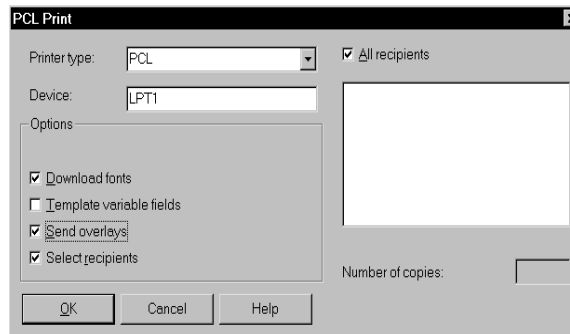 PCL Print
Printer type:
PCL
Device:
LPT1
Options
Download fonts
Template variable fields
Send overlays
Select recipients
OK
Cancel
Help
All recipients
Number of copies: